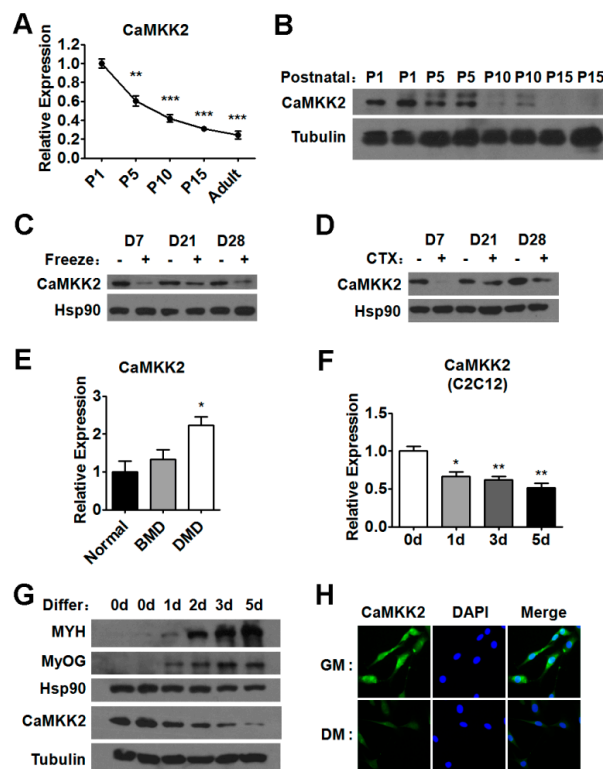 A
CaMKK2
Relative Expression
1.2
1.0
0.8
0.6
0.4
0.2
0.0
**
***
***
***
P1
P5
P10
P15
Adult
B
Postnatal: P1 P1 P5 P5 P10 P10 P15 P15
CaMKK2
Tubulin
C
D7 D21 D28
Freeze: - + - + - +
CaMKK2
Hsp90
D
D7 D21 D28
CTX: - + - + - +
CaMKK2
Hsp90
E
CaMKK2
Relative Expression
3
2
1
0
*
Normal
BMD
DMD
F
CaMKK2
(C2C12)
Relative Expression
1.5
1.0
0.5
0.0
*
**
**
0d 1d 3d 5d
G
Differ: 0d 0d 1d 2d 3d 5d
MYH
MyOG
Hsp90
CaMKK2
Tubulin
H
CaMKK2 DAPI Merge
GM:
DM: